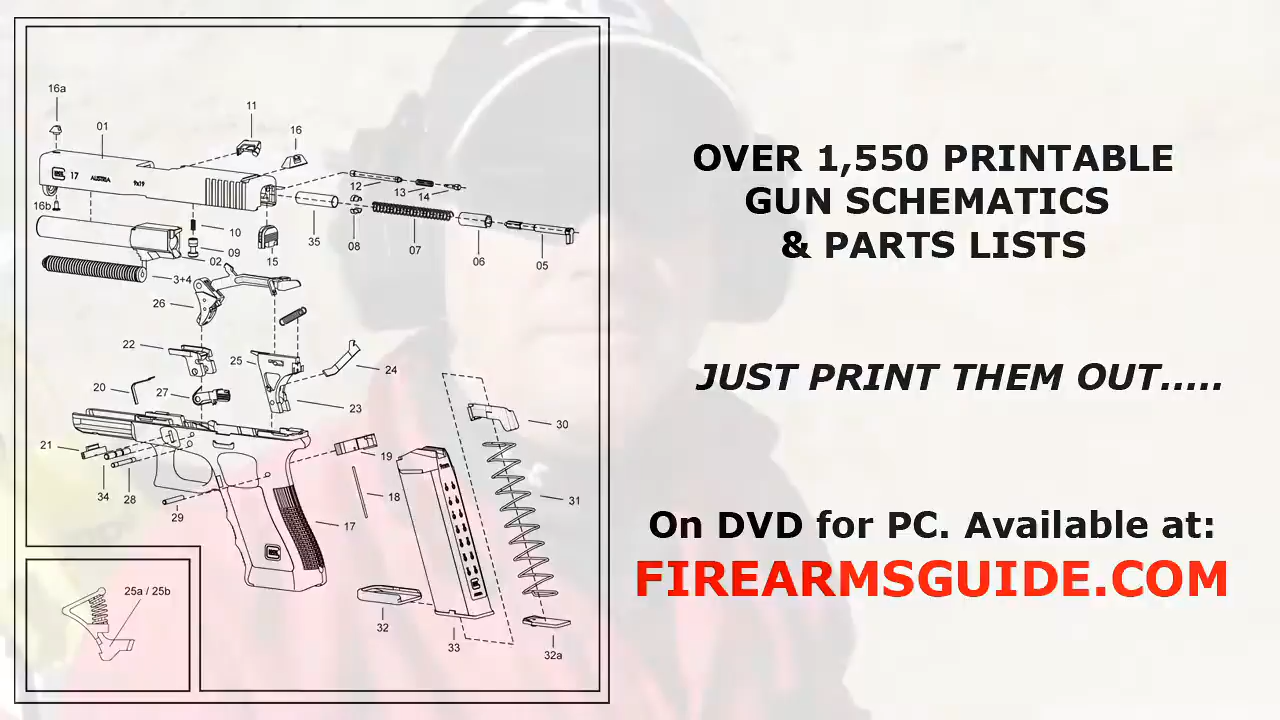 16a
01
11
16
17
AUSTRIA
9x19
12
13
14
16b
10
09
02
15
35
08
07
06
05
3+4
26
22
25
24
20
27
23
21
19
30
34
28
29
18
17
31
25a / 25b
32
33
32a
OVER 1,550 PRINTABLE
GUN SCHEMATICS
& PARTS LISTS
JUST PRINT THEM OUT.....
On DVD for PC. Available at:
FIREARMSGUIDE.COM